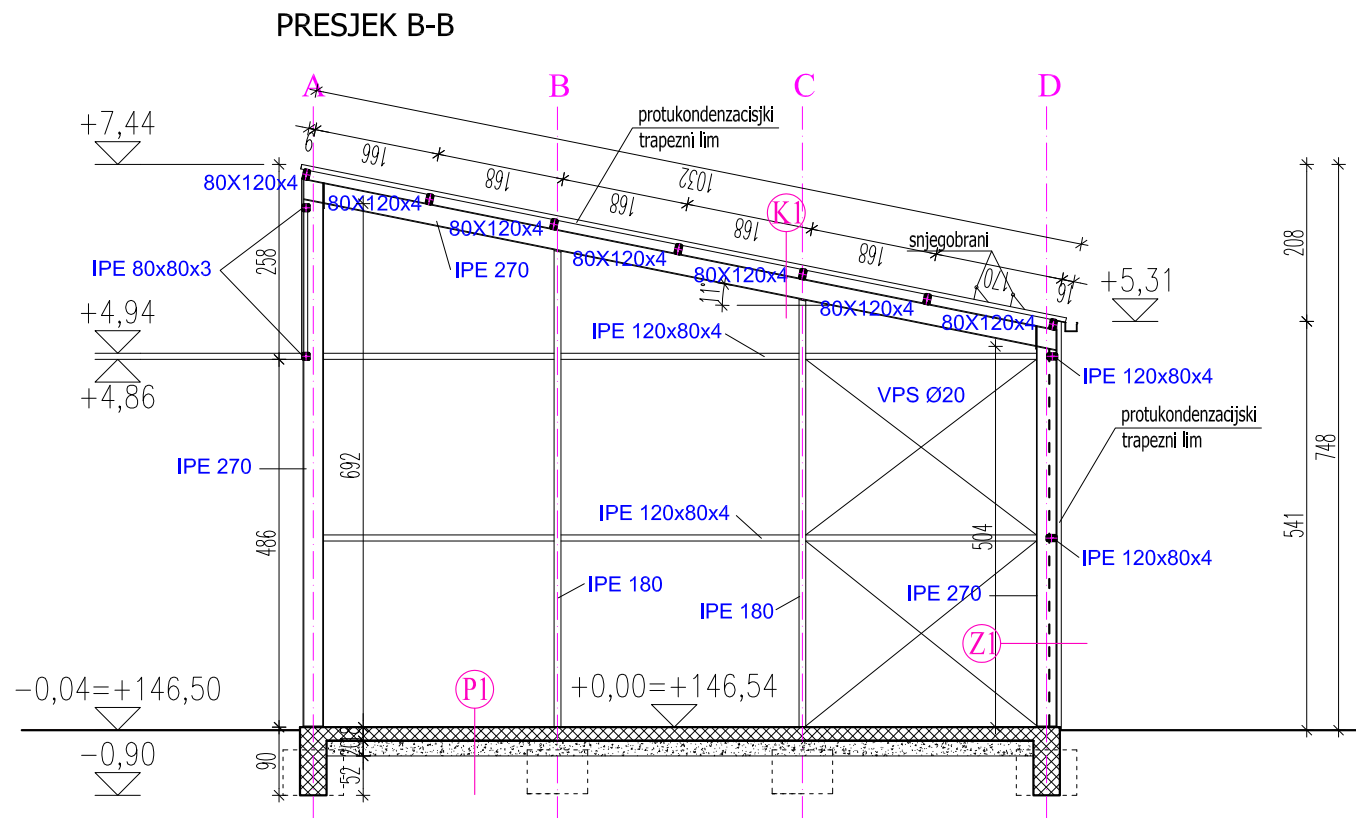 PRESJEK B-B
A
B
C
D
+7,44
protukondenzacisjki
trapezni lim
9
166
168
168
168
168
170
16
1032
K1
snjegobrani
80X120x4
80X120x4
80X120x4
80X120x4
80X120x4
80X120x4
80X120x4
IPE 80x80x3
258
IPE 270
11°
+5,31
208
+4,94
+4,86
IPE 120x80x4
IPE 120x80x4
VPS Ø20
protukondenzacijski
trapezni lim
748
IPE 270
692
486
IPE 120x80x4
504
541
IPE 120x80x4
IPE 180
IPE 180
IPE 270
Z1
-0,04=+146,50
P1
+0,00=+146,54
-0,90
90
52